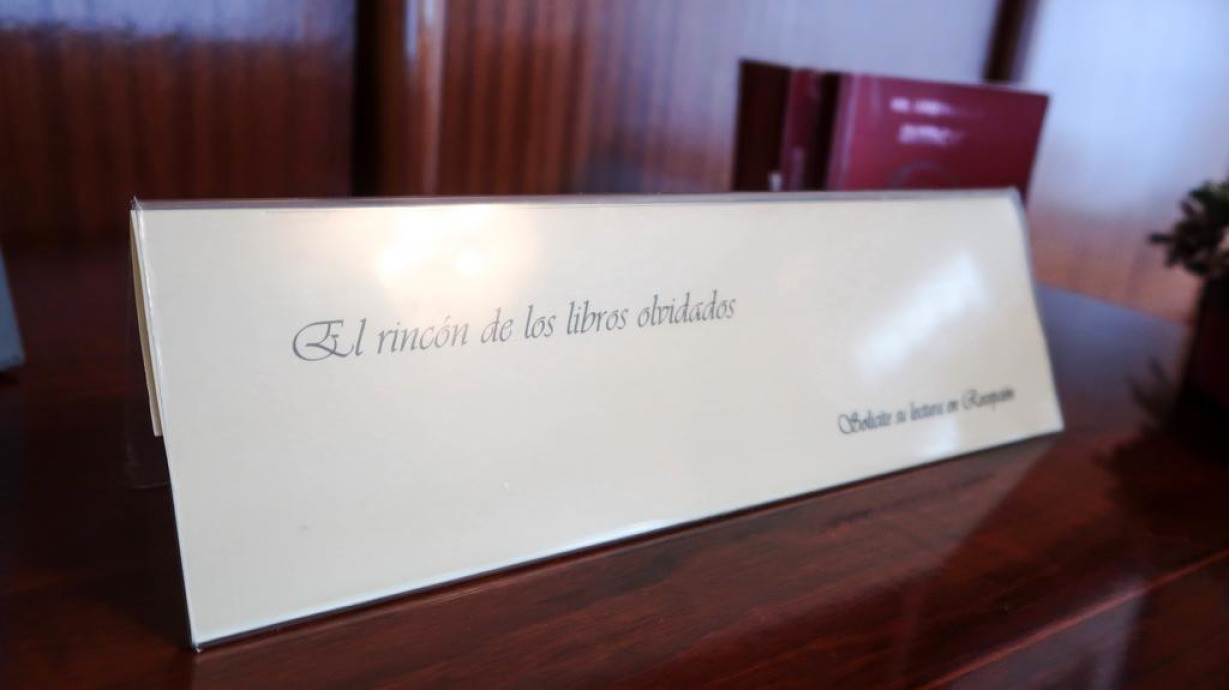 El rincón de los libros olvidados
Solicite su lectura en Recepción